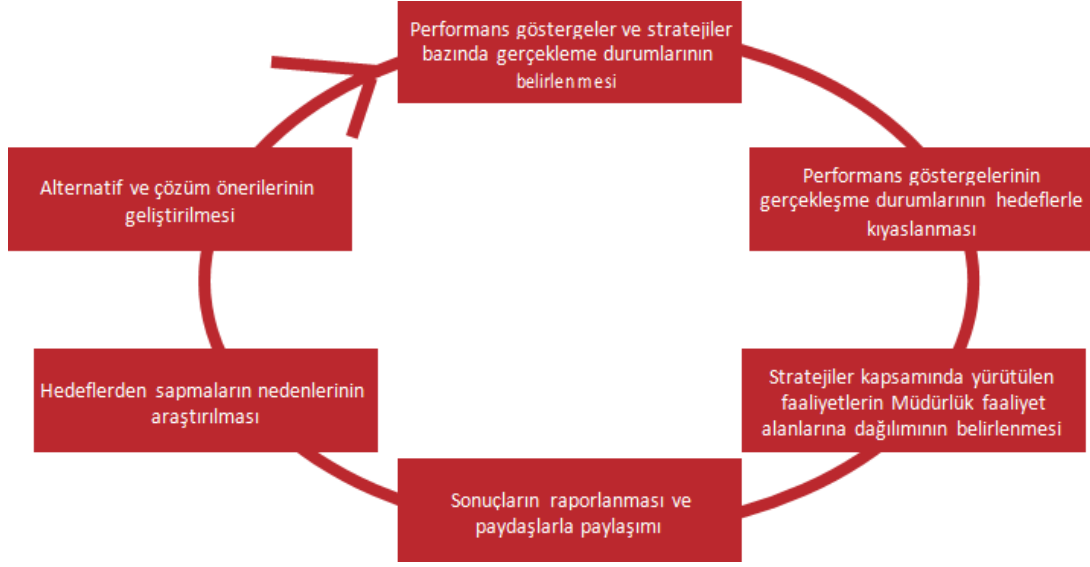 Performans göstergeler ve stratejiler
bazında gerçekleme durumlarının
belirlenmesi
Performans göstergelerinin
gerçekleşme durumlarının hedeflerle
kıyaslanması
Stratejiler kapsamında yürütülen
faaliyetlerin Müdürlük faaliyet
alanlarına dağılımının belirlenmesi
Sonuçların raporlanması ve
paydaşlarla paylaşımı
Hedeflerden sapmaların nedenlerinin
araştırılması
Alternatif ve çözüm önerilerinin
geliştirilmesi